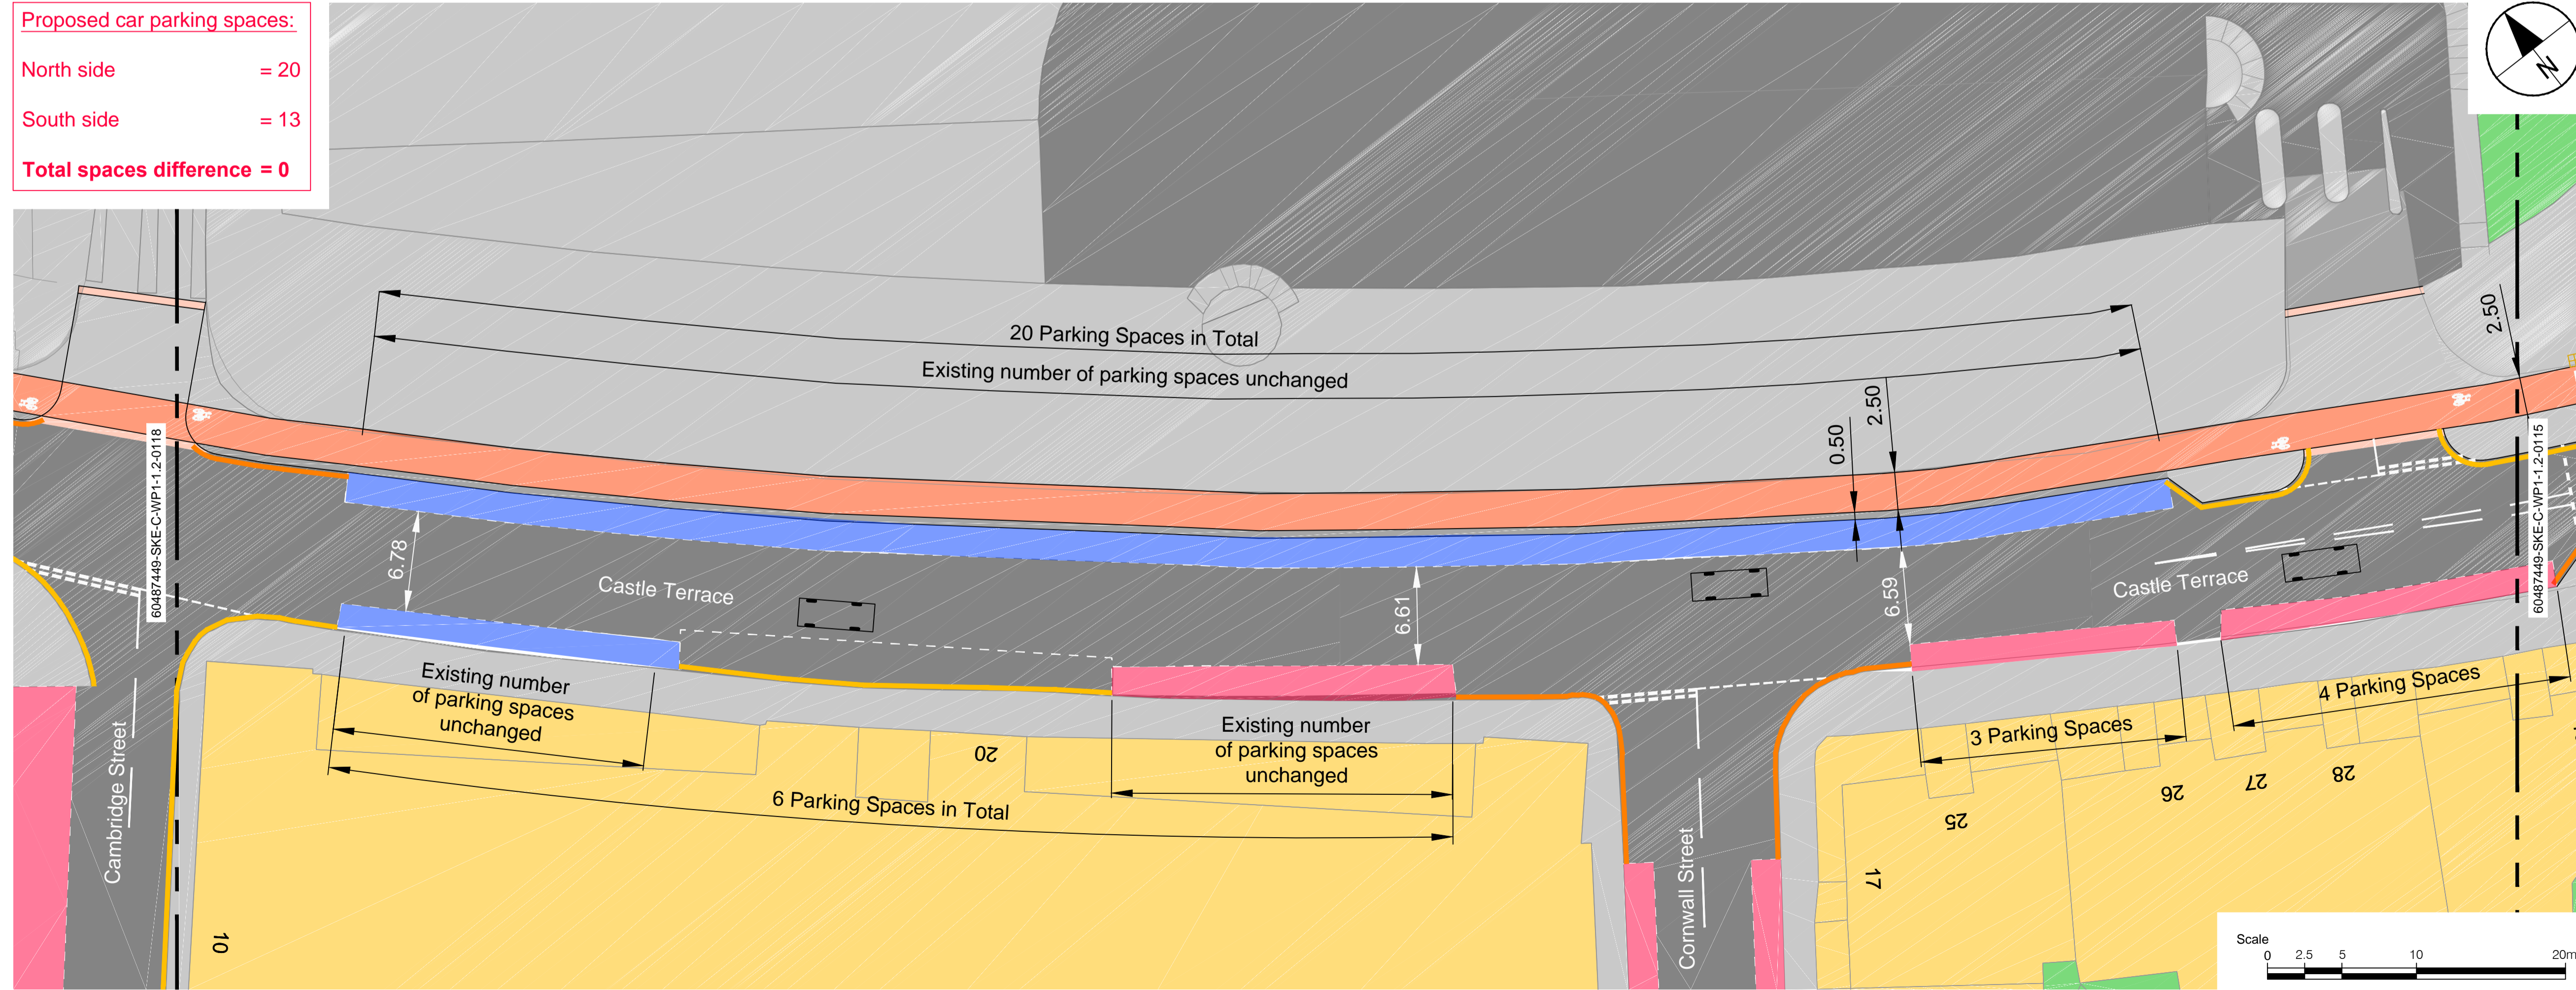 Proposed car parking spaces:
North side = 20
South side = 13
Total spaces difference = 0
N
20 Parking Spaces in Total
Existing number of parking spaces unchanged
2.50
0.50
2.50
60487449-SKE-C-WP1-1.2-0118
60487449-SKE-C-WP1-1.2-0115
6.78
Castle Terrace
6.61
6.59
Castle Terrace
Existing number
of parking spaces
unchanged
6 Parking Spaces in Total
20
Existing number
of parking spaces
unchanged
3 Parking Spaces
4 Parking Spaces
25
26
27
28
17
10
Cambridge Street
Cornwall Street
Scale
0 2.5 5 10 20m